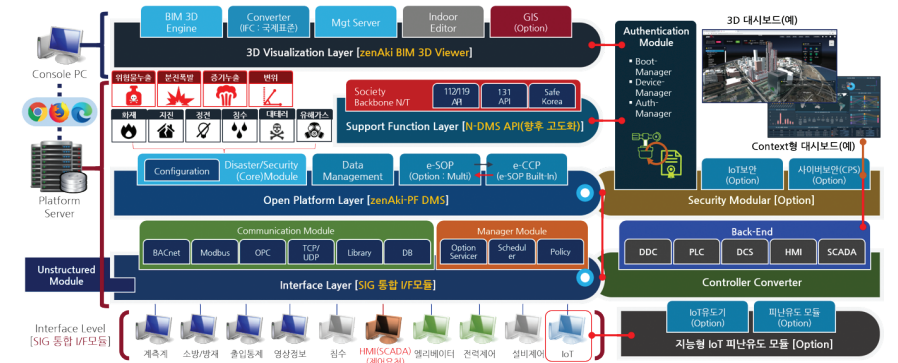 BIM 3D
Engine
Converter
(IFC : 국제표준)
Mgt Server
Indoor
Editor
GIS
(Option)
3D Visualization Layer [zenAki BIM 3D Viewer]
Console PC
Authentication
Module
• Boot-
Manager
• Device-
Manager
• Auth-
Manager
3D 대시보드(예)
Context형 대시보드(예)
위험물누출
분진폭발
증기누출
변위
화재
지진
정전
침수
대테러
유해가스
Society
Backbone N/T
112/119
API
131
API
Safe
Korea
Support Function Layer [N-DMS API(향후 고도화)]
Platform
Server
Configuration
Disaster/Security
(Core)Module
Data
Management
e-SOP
(Option : Multi)
e-CCP
(e-SOP Built-In)
Open Platform Layer [zenAki-PF DMS]
IoT보안
(Option)
사이버보안(CPS)
(Option)
Security Modular [Option]
Communication Module
BACnet
Modbus
OPC
TCP/
UDP
Library
DB
Manager Module
Option
Servicer
Schedul
er
Policy
Interface Layer [SIG 통합 I/F모듈]
Back-End
DDC
PLC
DCS
HMI
SCADA
Controller Converter
Unstructured
Module
Interface Level
[SIG 통합 I/F모듈]
계측계
소방/방재
출입통제
영상정보
침수
HMI(SCADA)
엘리베이터
전력제어
설비제어
IoT
IoT유도기
(Option)
피난유도 모듈
(Option)
지능형 IoT 피난유도 모듈 [Option]